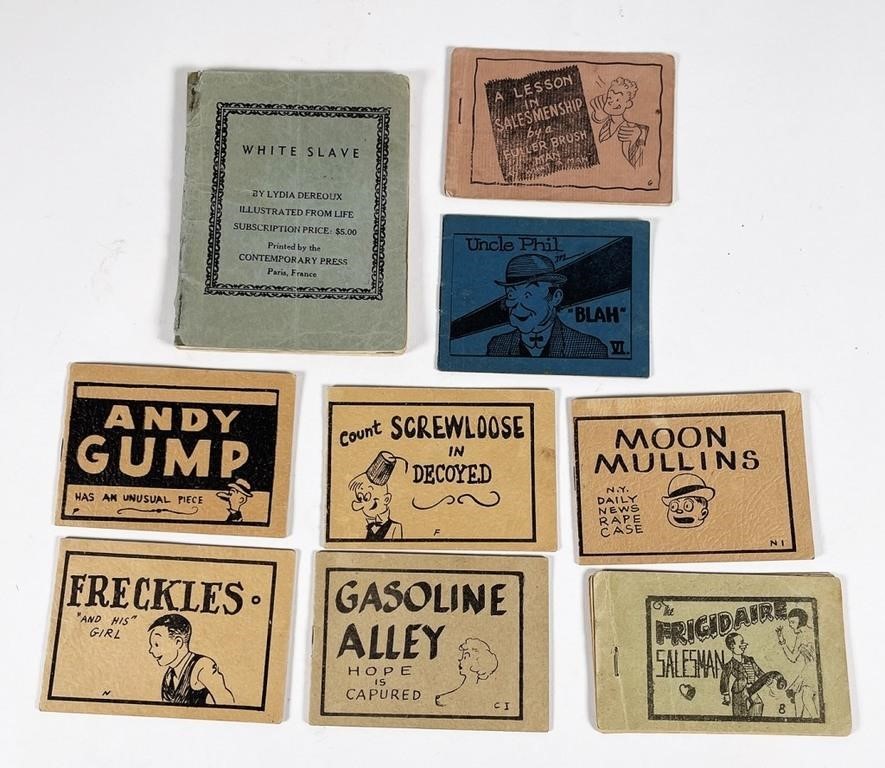 WHITE SLAVE
BY LYDIA DEREOUX
ILLUSTRATED FROM LIFE
SUBSCRIPTION PRICE: $5.00
Printed by the
CONTEMPORARY PRESS
Paris, France
A LESSON
IN
SALESMENSHIP
by a
FULLER BRUSH
MAN
G
Uncle Phil
in
"BLAH"
VI.
ANDY
GUMP
HAS AN UNUSUAL PIECE
P
Count SCREWLOOSE
IN
DECOYED
F
MOON
MULLINS
N.Y.
DAILY
NEWS
RAPE
CASE
N1
FRECKLES.
"AND HIS"
GIRL
N
GASOLINE
ALLEY
HOPE
IS
CAPURED
C I
The
FRIGIDAIRE
SALESMAN
B